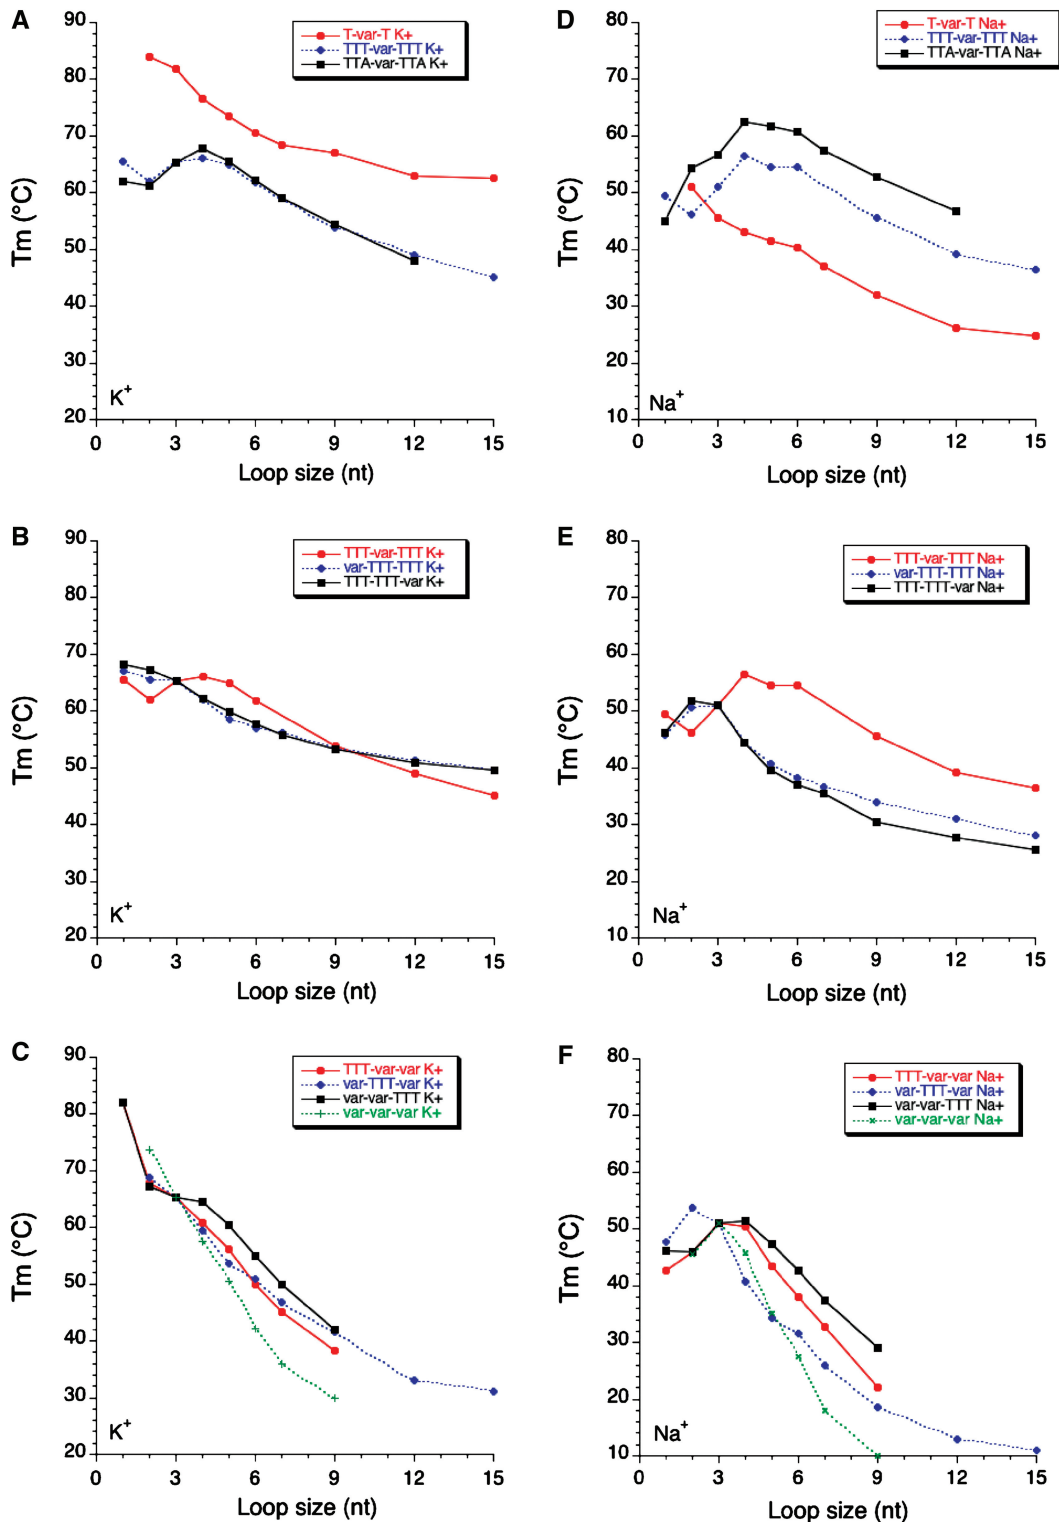 A
90
80
70
60
50
40
30
20
Tm (°C)
T-var-T K+
TTT-var-TTT K+
TTA-var-TTA K+
K+
0 3 6 9 12 15
Loop size (nt)
D
80
70
60
50
40
30
20
10
Tm (°C)
T-var-T Na+
TTT-var-TTT Na+
TTA-var-TTA Na+
Na+
0 3 6 9 12 15
Loop size (nt)
B
90
80
70
60
50
40
30
20
Tm (°C)
TTT-var-TTT K+
var-TTT-TTT K+
TTT-TTT-var K+
K+
0 3 6 9 12 15
Loop size (nt)
E
80
70
60
50
40
30
20
10
Tm (°C)
TTT-var-TTT Na+
var-TTT-TTT Na+
TTT-TTT-var Na+
Na+
0 3 6 9 12 15
Loop size (nt)
C
90
80
70
60
50
40
30
20
Tm (°C)
TTT-var-var K+
var-TTT-var K+
var-var-TTT K+
var-var-var K+
K+
0 3 6 9 12 15
Loop size (nt)
F
80
70
60
50
40
30
20
10
Tm (°C)
TTT-var-var Na+
var-TTT-var Na+
var-var-TTT Na+
var-var-var Na+
Na+
0 3 6 9 12 15
Loop size (nt)